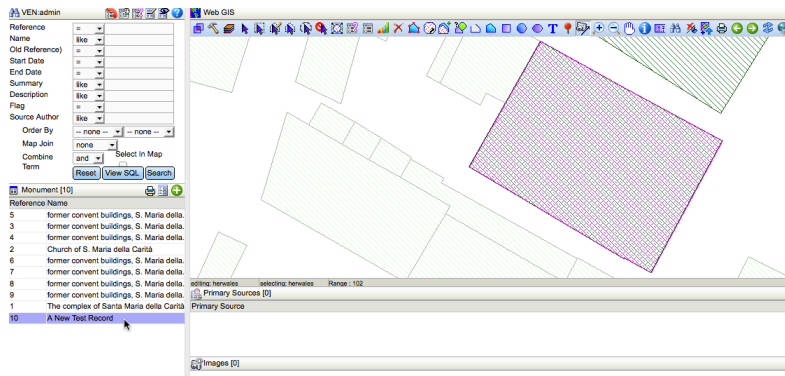 VEN:admin
Web GIS
Reference =
Name like
Old Reference) =
Start Date =
End Date =
Summary like
Description like
Flag =
Source Author like
Order By -- none -- -- none --
Map Join none
Combine Term and Select In Map
Reset View SQL Search
Monument [10]
Reference Name
5 former convent buildings, S. Maria della.
3 former convent buildings, S. Maria della.
4 former convent buildings, S. Maria della.
2 Church of S. Maria della Carità
6 former convent buildings, S. Maria della.
7 former convent buildings, S. Maria della.
8 former convent buildings, S. Maria della.
9 former convent buildings, S. Maria della.
1 The complex of Santa Maria della Carità
10 A New Test Record
T
editing: herwales selecting: herwales Range : 102
Primary Sources [0]
Primary Source
Images [0]